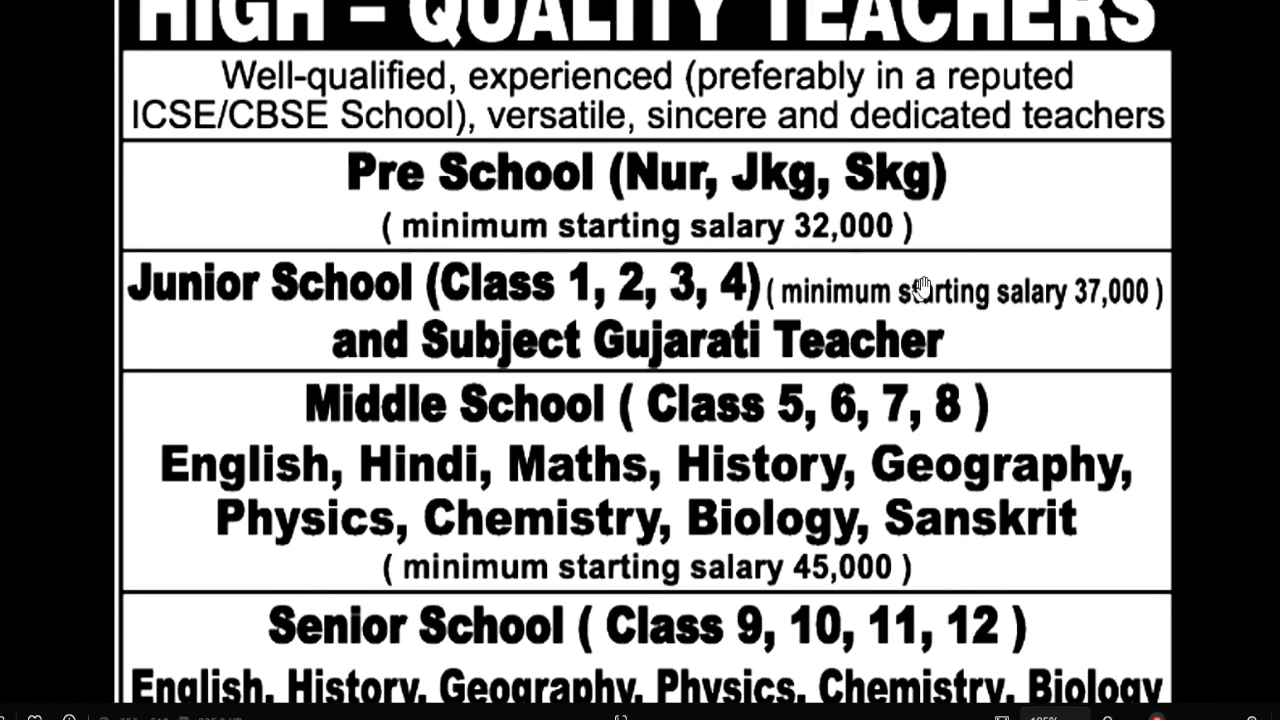 HIGH – QUALITY TEACHERS
Well-qualified, experienced (preferably in a reputed
ICSE/CBSE School), versatile, sincere and dedicated teachers
Pre School (Nur, Jkg, Skg)
( minimum starting salary 32,000 )
Junior School (Class 1, 2, 3, 4) ( minimum starting salary 37,000 )
and Subject Gujarati Teacher
Middle School ( Class 5, 6, 7, 8 )
English, Hindi, Maths, History, Geography,
Physics, Chemistry, Biology, Sanskrit
( minimum starting salary 45,000 )
Senior School ( Class 9, 10, 11, 12 )
English, History, Geography, Physics, Chemistry, Biology